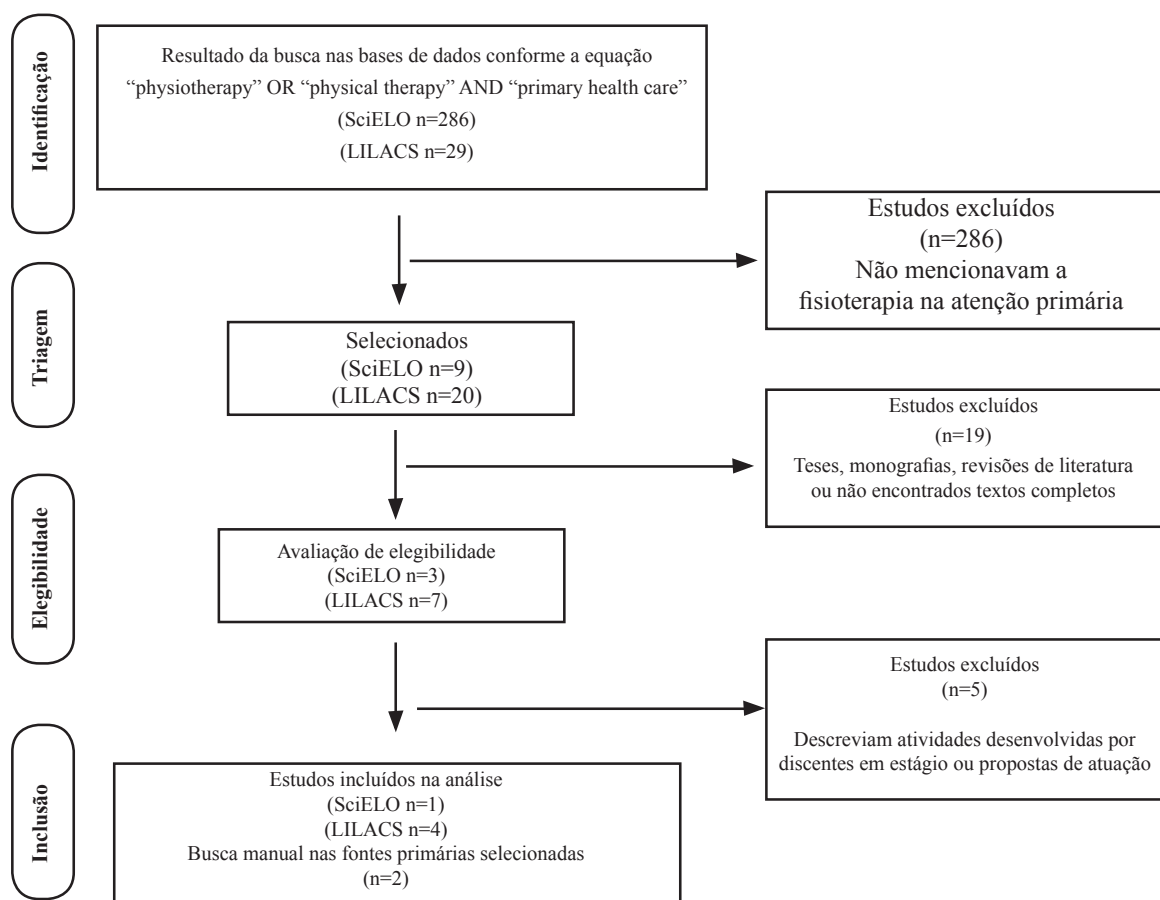 Identificação
Resultado da busca nas bases de dados conforme a equação
“physiotherapy” OR “physical therapy” AND “primary health care”
(SciELO n=286)
(LILACS n=29)
Estudos excluídos
(n=286)
Não mencionavam a
fisioterapia na atenção primária
Triagem
Selecionados
(SciELO n=9)
(LILACS n=20)
Estudos excluídos
(n=19)
Teses, monografias, revisões de literatura
ou não encontrados textos completos
Elegibilidade
Avaliação de elegibilidade
(SciELO n=3)
(LILACS n=7)
Estudos excluídos
(n=5)
Descreviam atividades desenvolvidas por
discentes em estágio ou propostas de atuação
Inclusão
Estudos incluídos na análise
(SciELO n=1)
(LILACS n=4)
Busca manual nas fontes primárias selecionadas
(n=2)